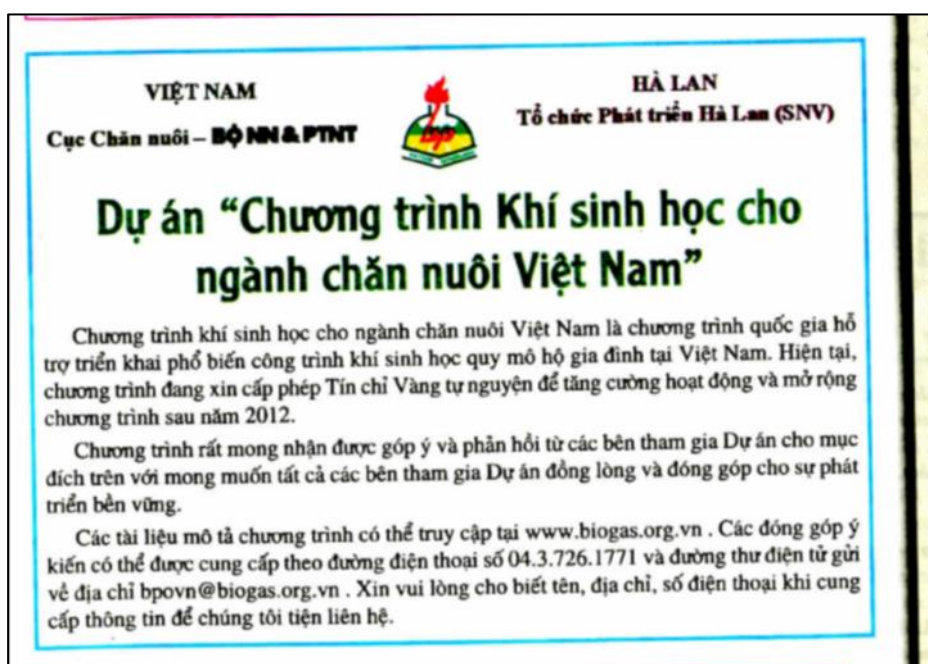 VIỆT NAM
Cục Chăn nuôi – BỘ NN & PTNT
HÀ LAN
Tổ chức Phát triển Hà Lan (SNV)
Dự án “Chương trình Khí sinh học cho
ngành chăn nuôi Việt Nam”
Chương trình khí sinh học cho ngành chăn nuôi Việt Nam là chương trình quốc gia hỗ
trợ triển khai phổ biến công trình khí sinh học quy mô hộ gia đình tại Việt Nam. Hiện tại,
chương trình đang xin cấp phép Tín chỉ Vàng tự nguyện để tăng cường hoạt động và mở rộng
chương trình sau năm 2012.
Chương trình rất mong nhận được góp ý và phản hồi từ các bên tham gia Dự án cho mục
đích trên với mong muốn tất cả các bên tham gia Dự án đồng lòng và đóng góp cho sự phát
triển bền vững.
Các tài liệu mô tả chương trình có thể truy cập tại www.biogas.org.vn . Các đóng góp ý
kiến có thể được cung cấp theo đường điện thoại số 04.3.726.1771 và đường thư điện tử gửi
về địa chỉ bpovn@biogas.org.vn . Xin vui lòng cho biết tên, địa chỉ, số điện thoại khi cung
cấp thông tin để chúng tôi tiện liên hệ.